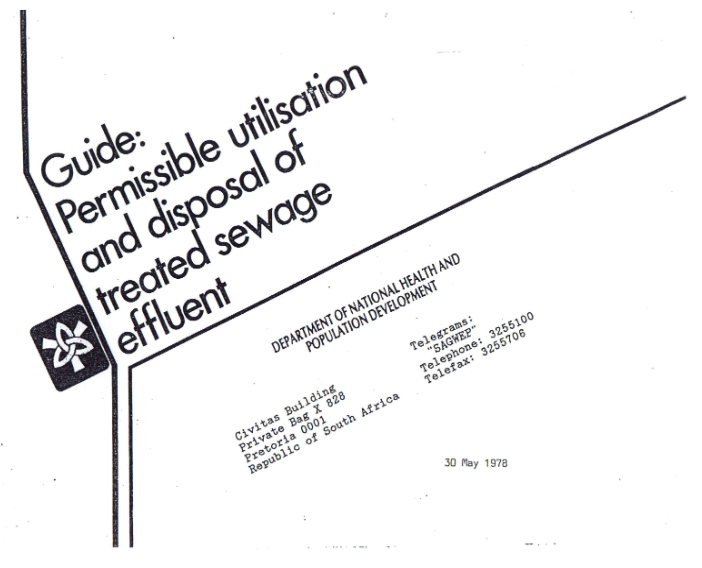 Guide:
Permissible utilisation
and disposal of
treated sewage
effluent
DEPARTMENT OF NATIONAL HEALTH AND
POPULATION DEVELOPMENT
Telegrams:
"SAGWEP"
Telephone: 3255100
Telefax: 3255706
Civitas Building
Private Bag X 828
Pretoria 0001
Republic of South Africa
30 May 1978